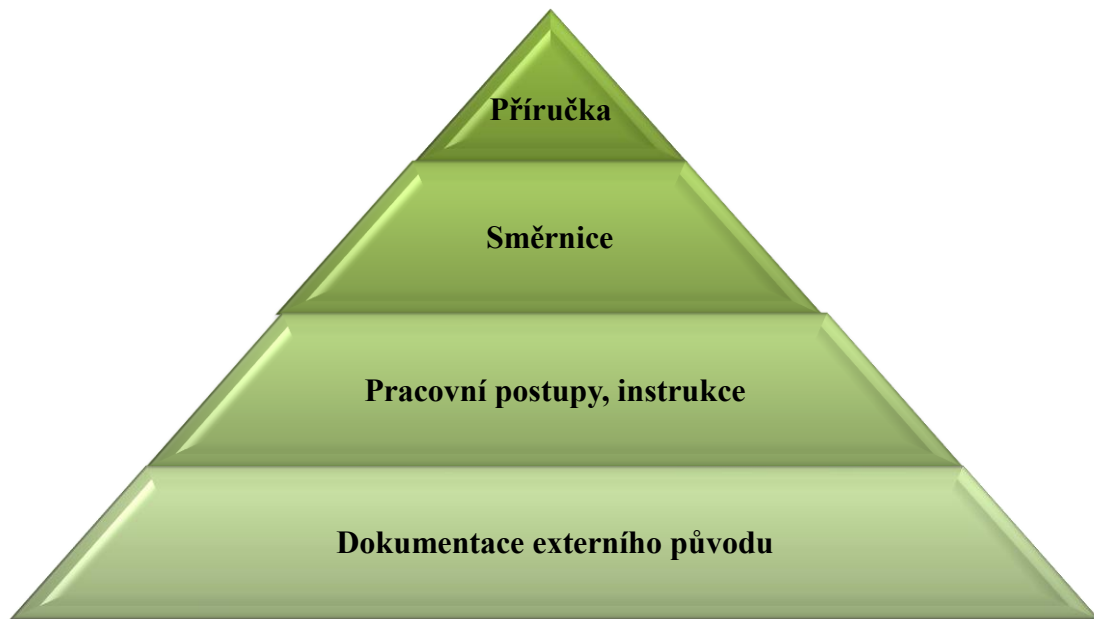 Příručka
Směrnice
Pracovní postupy, instrukce
Dokumentace externího původu